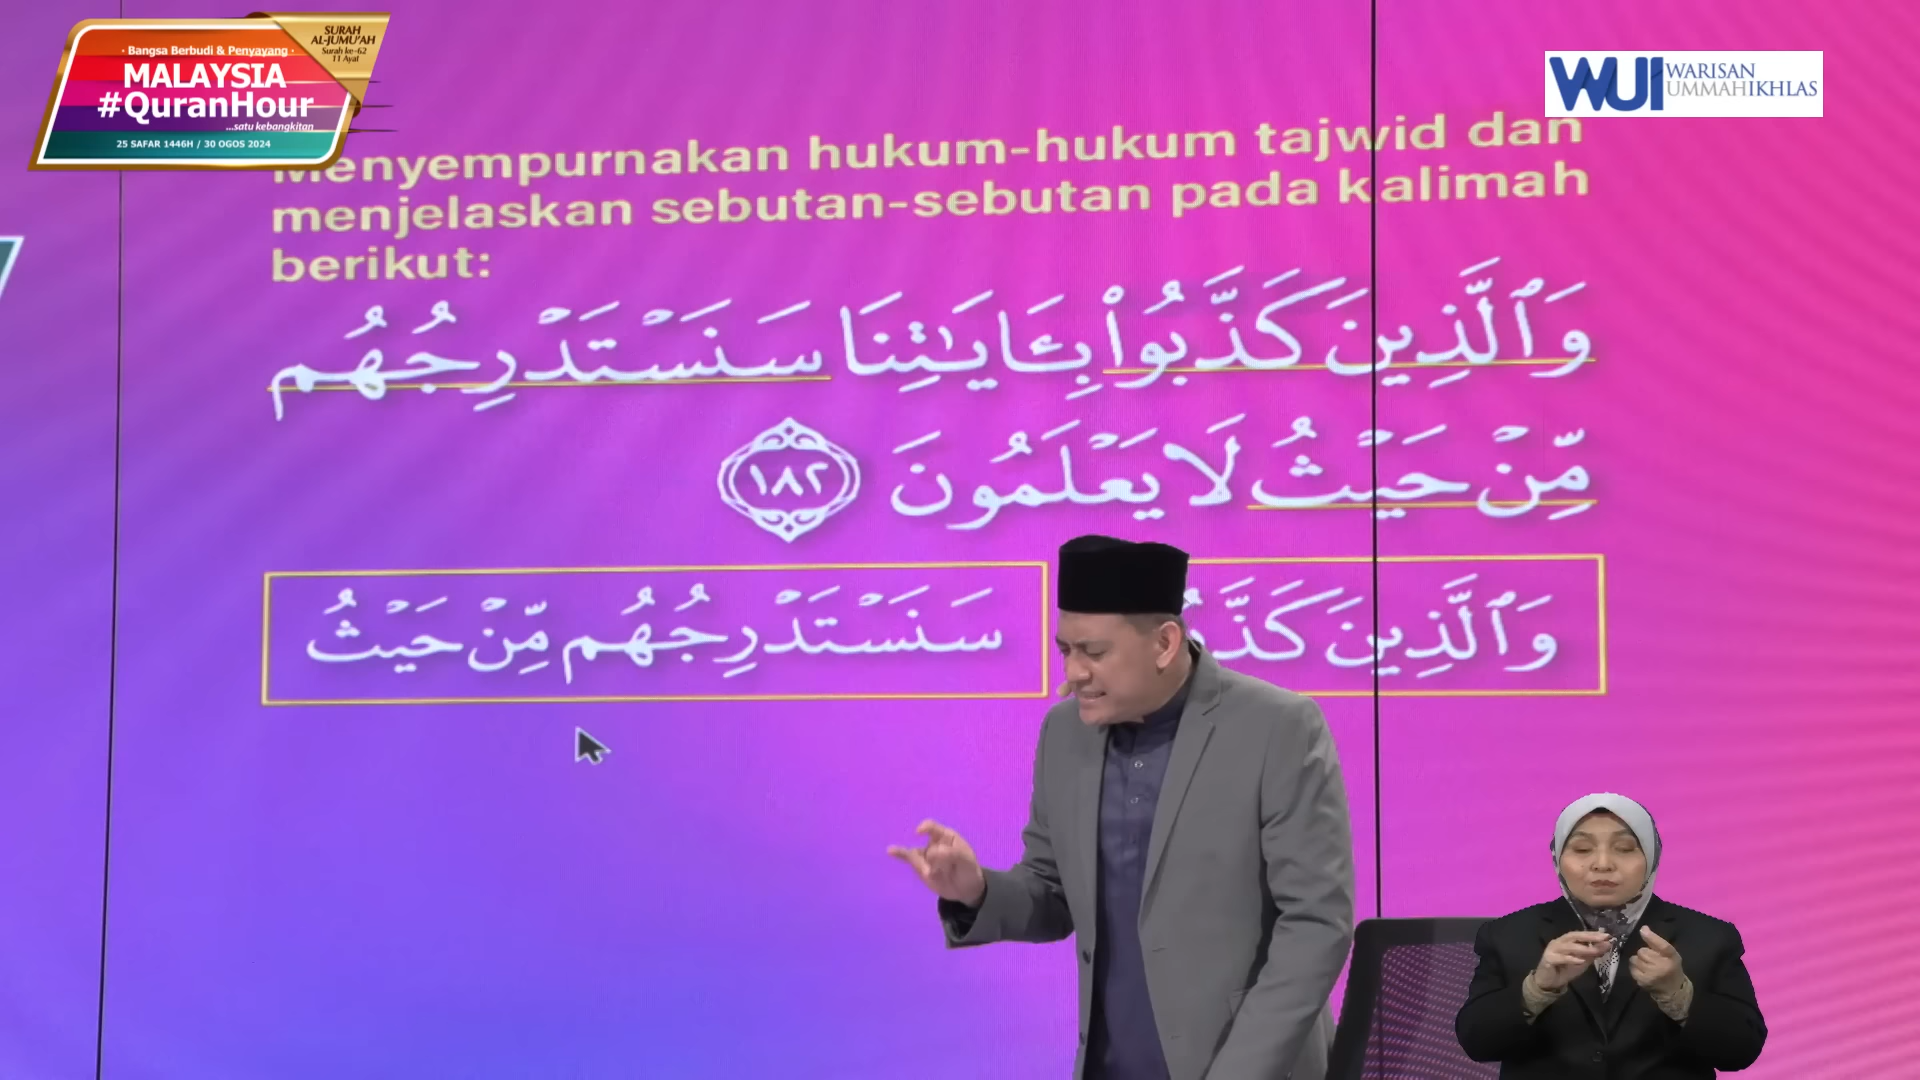 · Bangsa Berbudi & Penyayang ·
MALAYSIA
#QuranHour
...satu kebangkitan
25 SAFAR 1446H / 30 OGOS 2024
SURAH
AL-JUMU'AH
Surah ke-62
11 Ayat
WUI WARISAN
UMMAH IKHLAS
Menyempurnakan hukum-hukum tajwid dan
menjelaskan sebutan-sebutan pada kalimah
berikut:
وَٱلَّذِينَ كَذَّبُوا۟ بِـَٔايَـٰتِنَا سَنَسْتَدْرِجُهُم
مِّنْ حَيْثُ لَا يَعْلَمُونَ ١٨٢
وَٱلَّذِينَ
سَنَسْتَدْرِجُهُم مِّنْ حَيْثُ